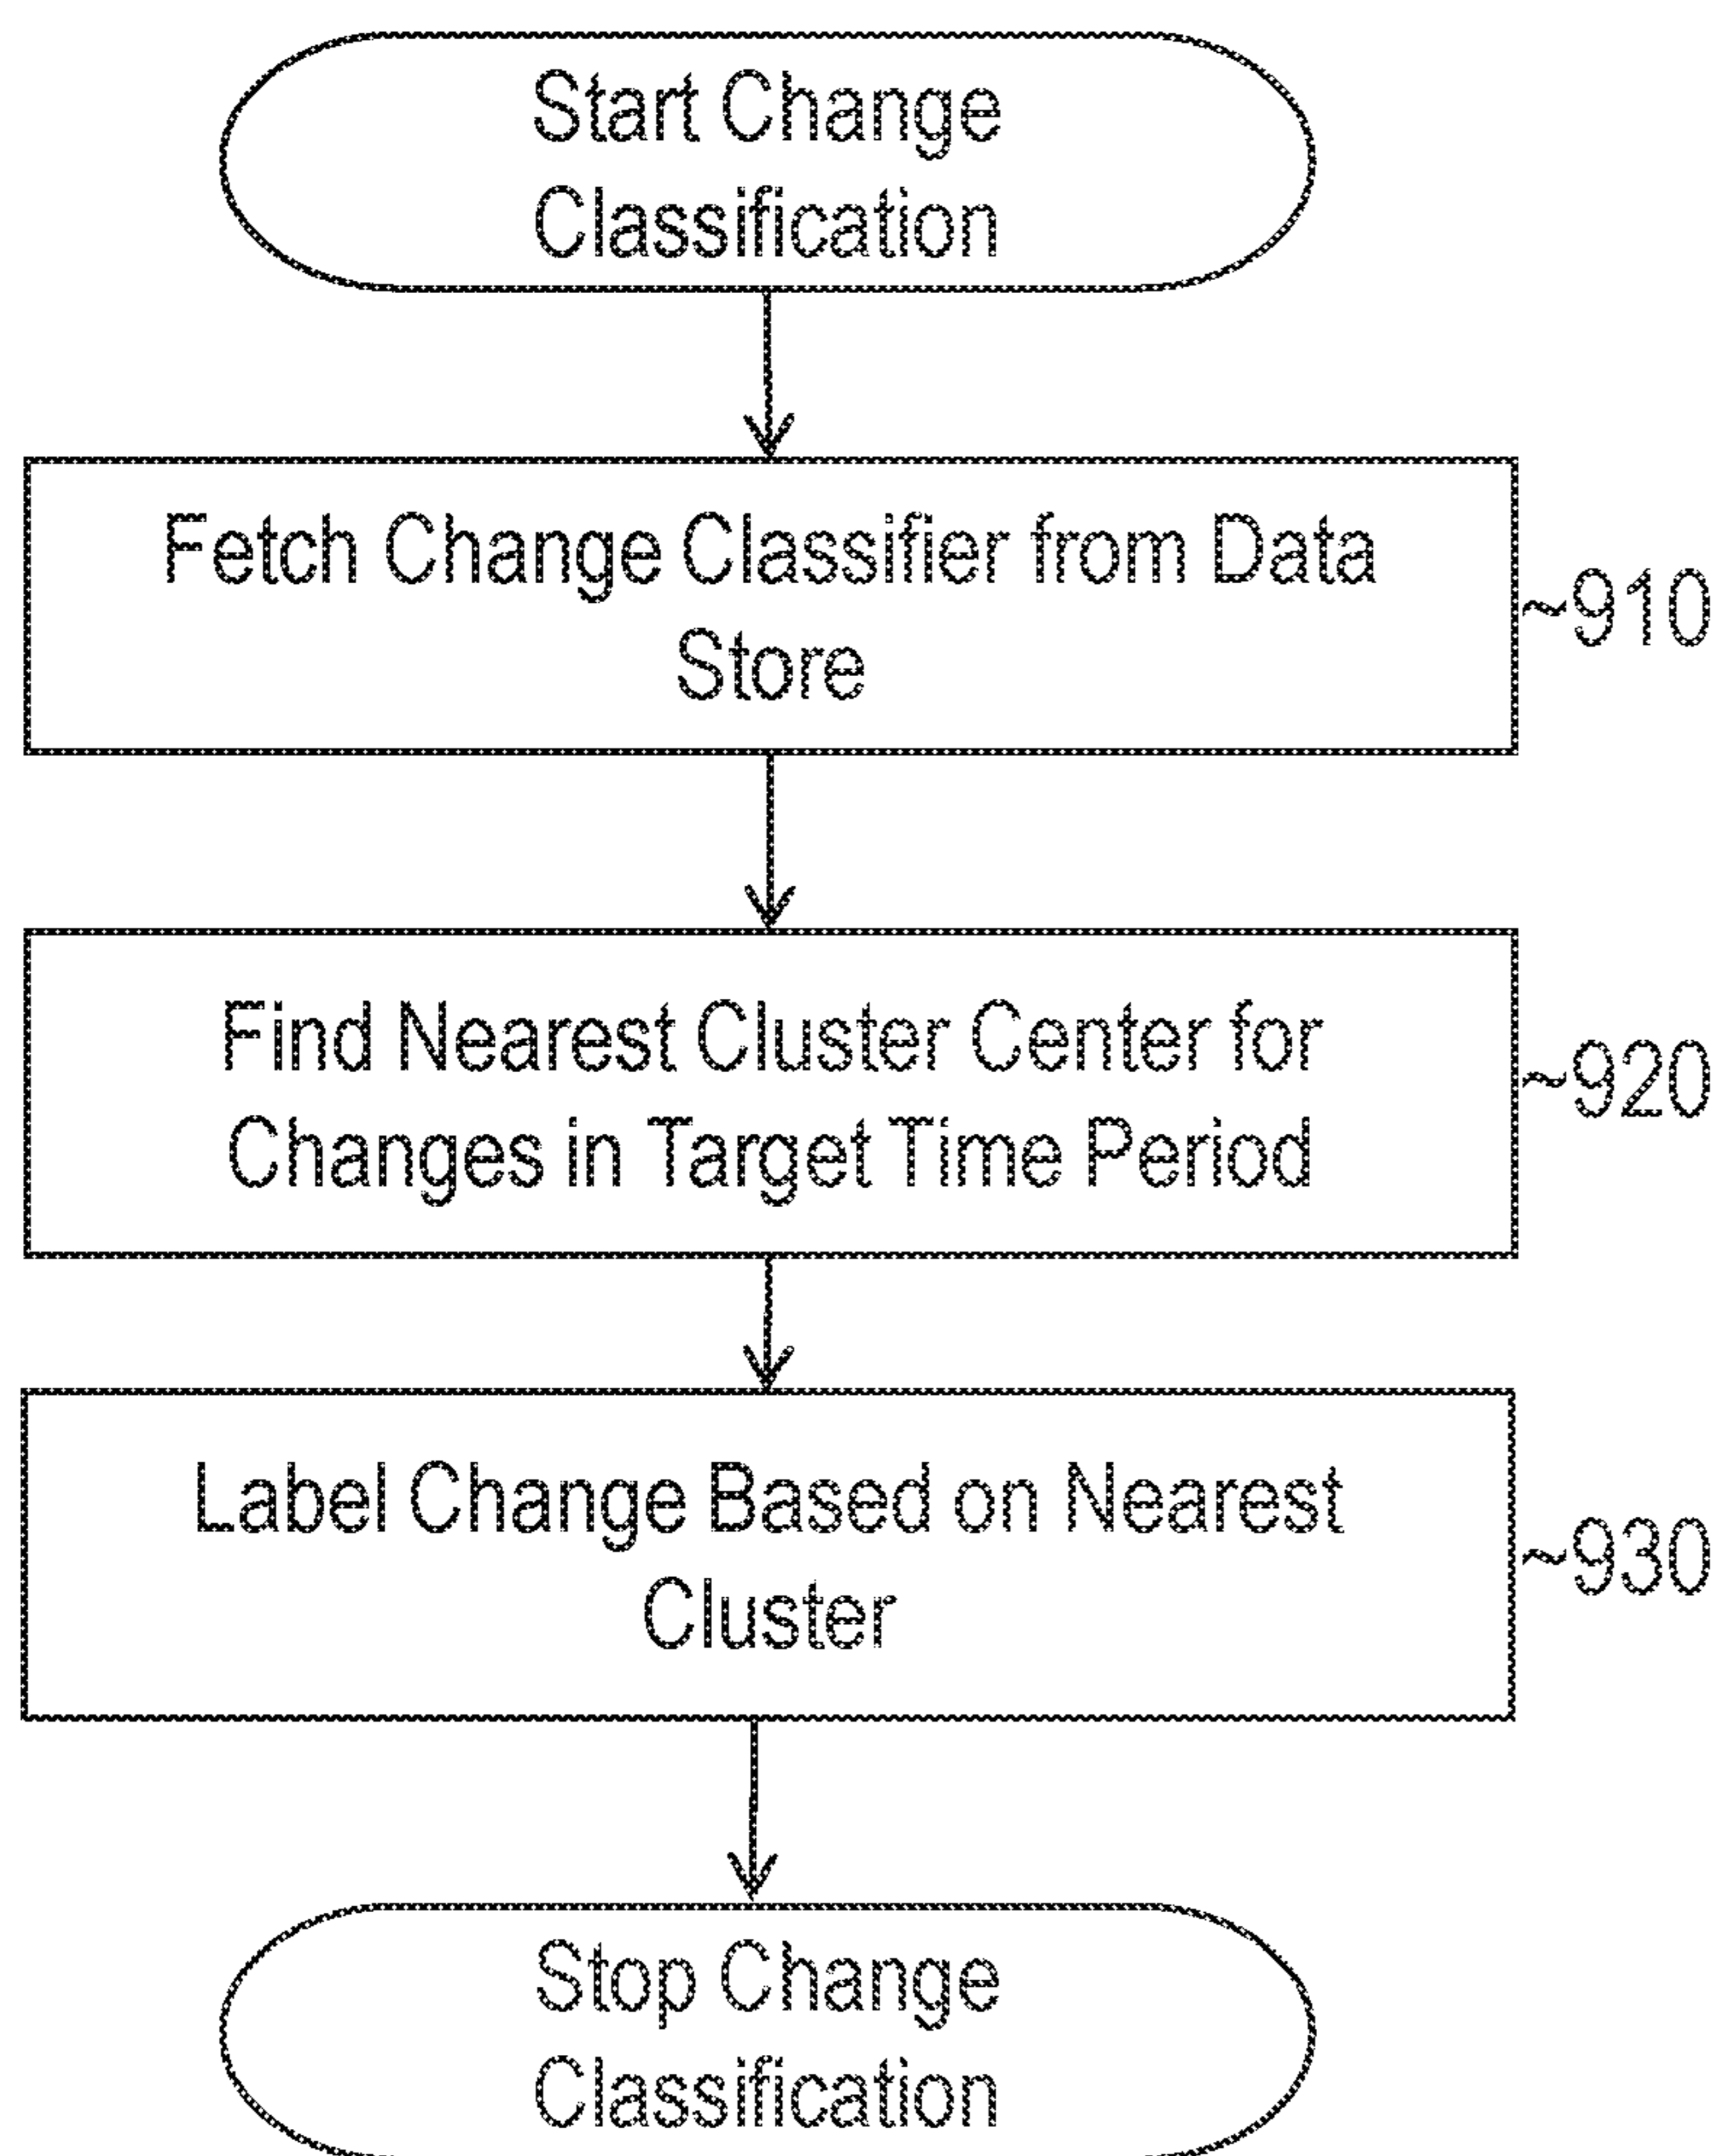 Start Change
Classification
Fetch Change Classifier from Data
Store
~910
Find Nearest Cluster Center for
Changes in Target Time Period
~920
Label Change Based on Nearest
Cluster
~930
Stop Change
Classification